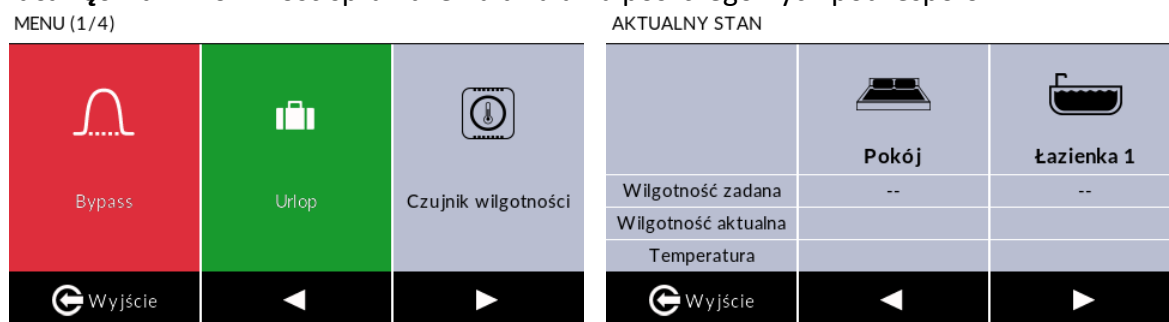 MENU (1/4)
Bypass
Urlop
Czujnik wilgotności
Wyjście
AKTUALNY STAN
Pokój
Łazienka 1
Wilgotność zadana -- --
Wilgotność aktualna
Temperatura
Wyjście